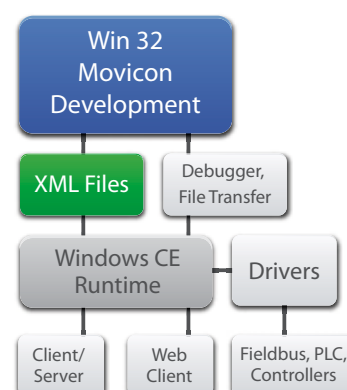 Win 32
Movicon
Development
XML Files
Debugger,
File Transfer
Windows CE
Runtime
Drivers
Client/
Server
Web
Client
Fieldbus, PLC,
Controllers